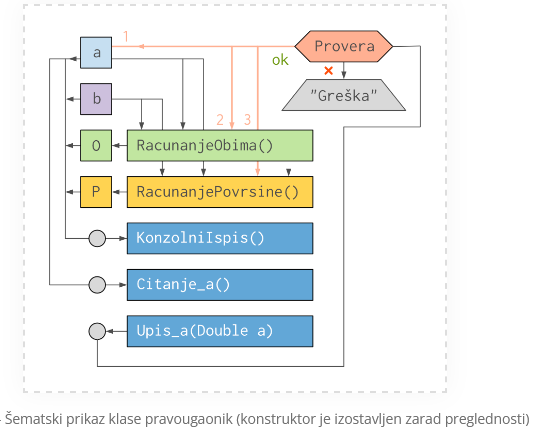 1
a
Provera
ok
×
"Greška"
b
2 3
O
RacunanjeObima()
P
RacunanjePovrsine()
KonzolniIspis()
Citanje_a()
Upis_a(Double a)
- Šematski prikaz klase pravougaonik (konstruktor je izostavljen zarad preglednosti)